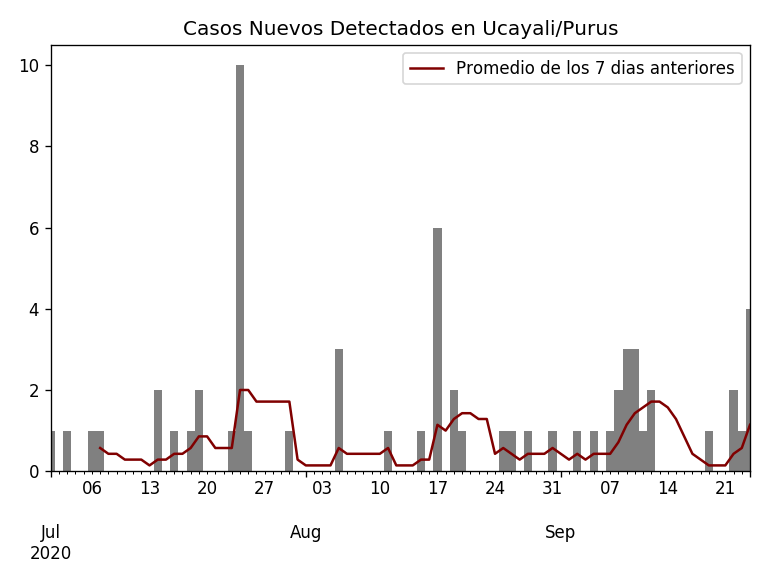 Casos Nuevos Detectados en Ucayali/Purus
Promedio de los 7 dias anteriores
10
8
6
4
2
0
06 13 20 27 03 10 17 24 31 07 14 21
Jul Aug Sep
2020